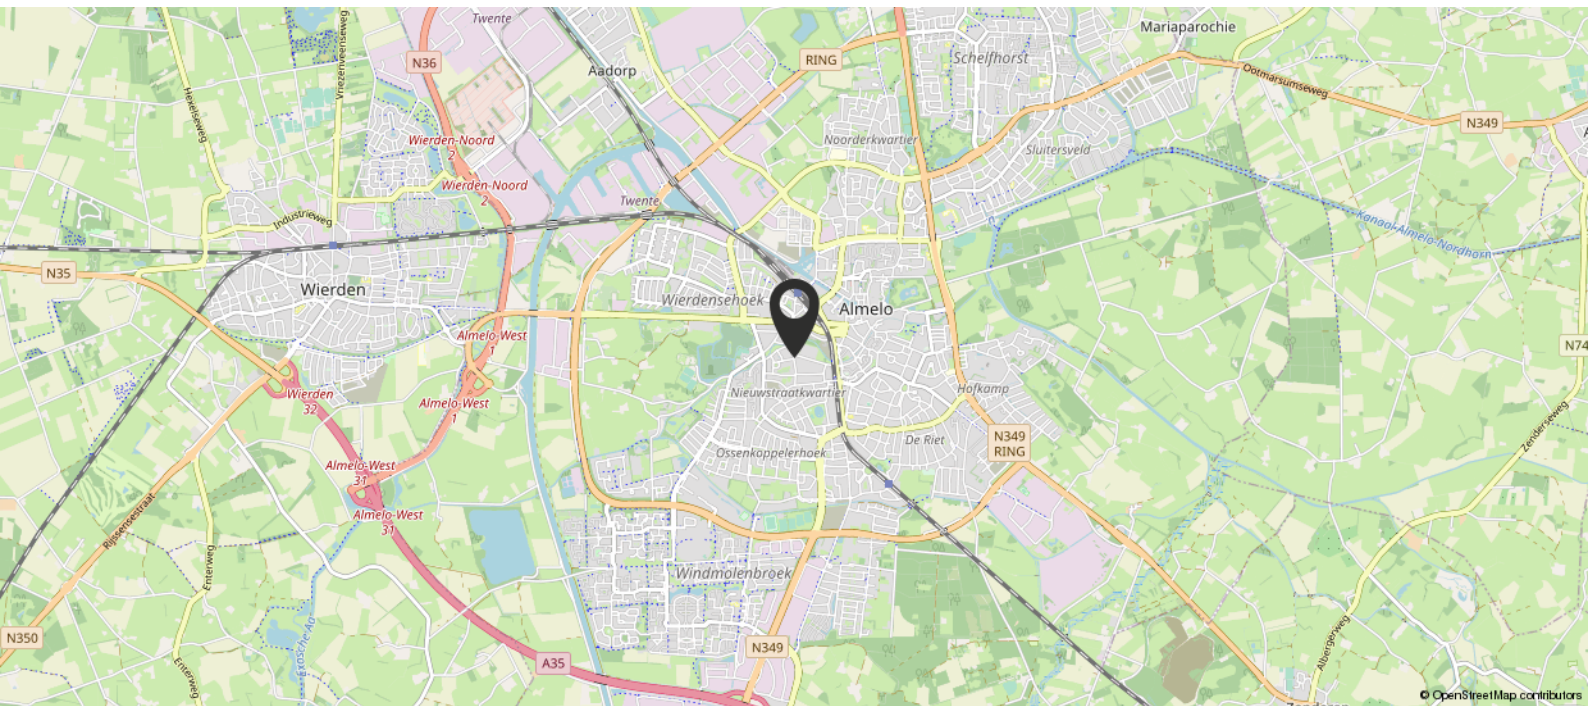 Twente
Mariaparochie
N36
Aadorp
RING
Schelfhorst
Vriezenveenseweg
Hexelseweg
Ootmarsumseweg
N349
Wierden-Noord
2
Noorderkwartier
Sluitersveld
Wierden-Noord
2
Twente
Industrieweg
Kanaal-Almelo-Nordhorn
N35
Wierden
Wierdensehoek
Almelo
Almelo-West
1
N74
Wierden
32
Almelo-West
1
Nieuwstraatkwartier
Hofkamp
De Riet
N349
RING
Zenderseweg
Ossenkoppelerhoek
Almelo-West
31
Almelo-West
31
Rijssensestraat
Enterweg
Windmolenbroek
N350
Exosche Aa
A35
N349
Albergerweg
Enterweg
© OpenStreetMap contributors